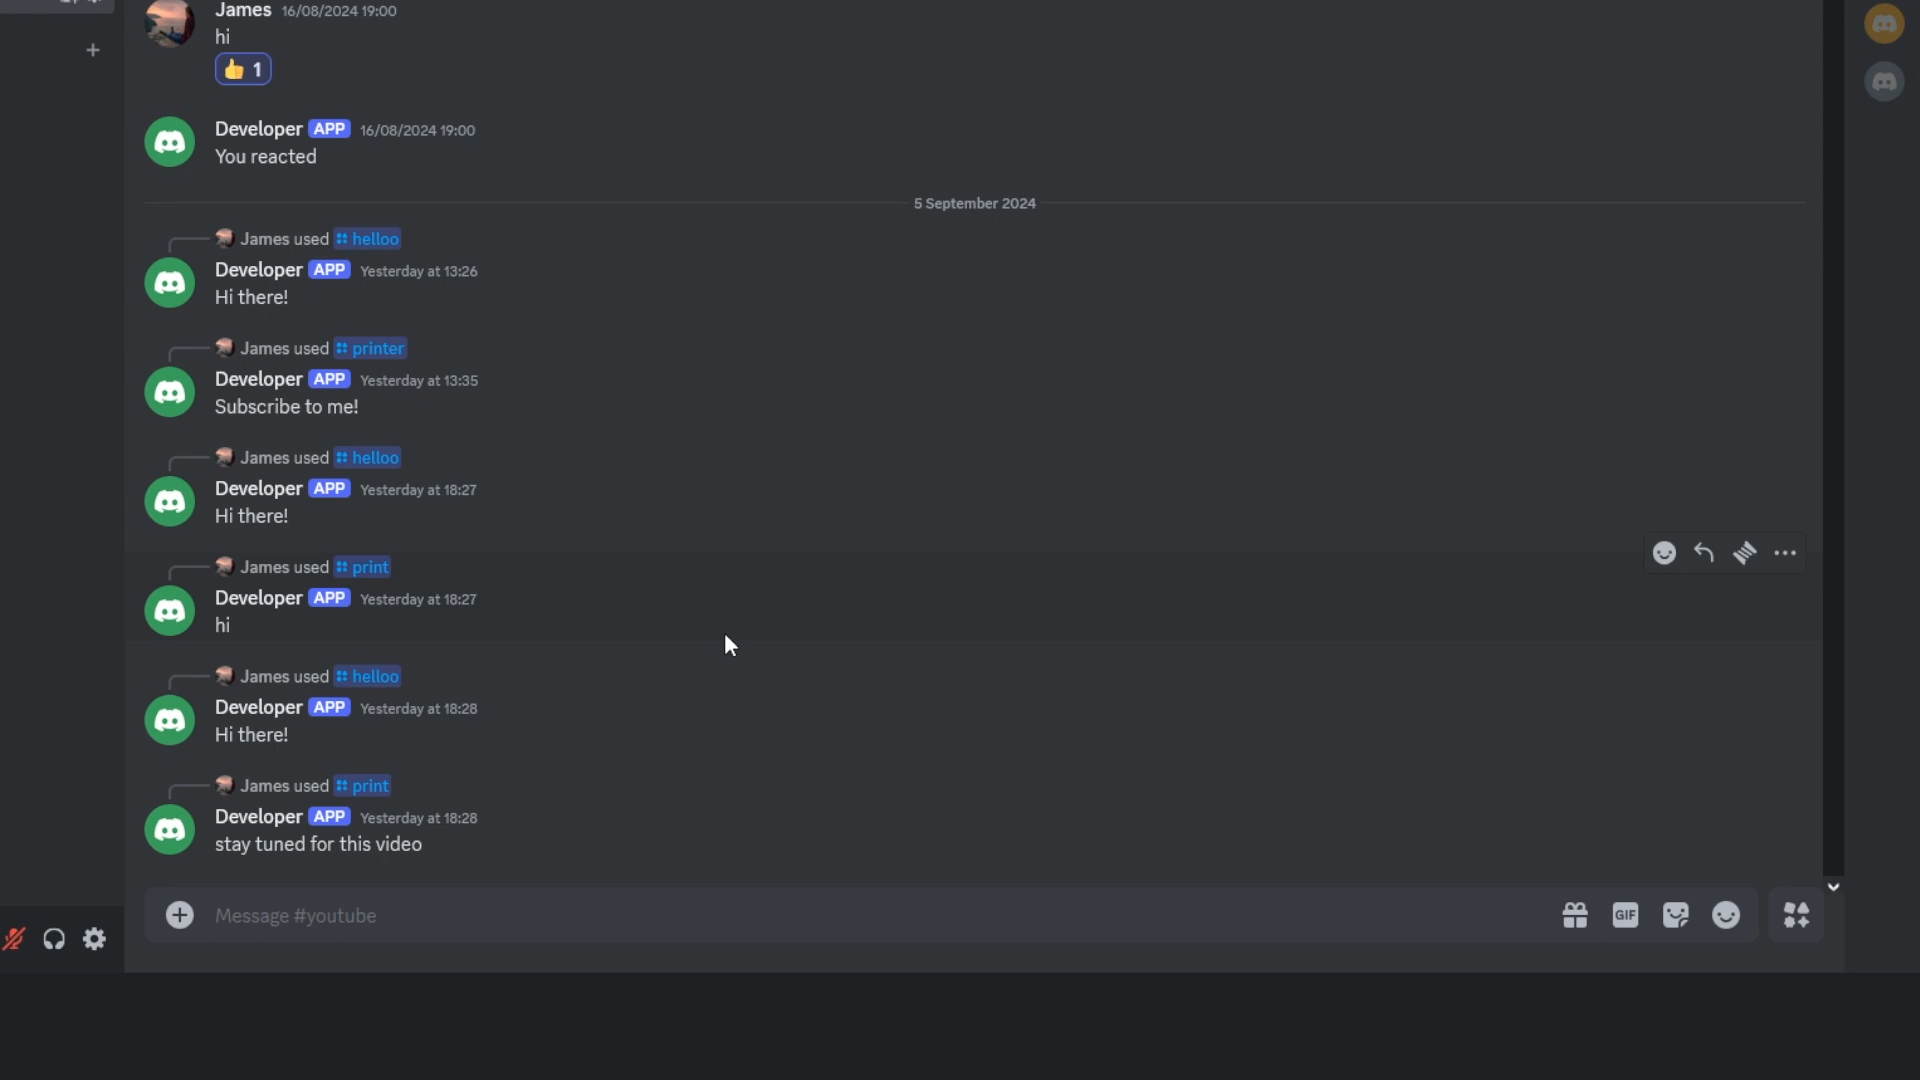 James 16/08/2024 19:00
hi
👍 1
Developer APP 16/08/2024 19:00
You reacted
5 September 2024
James used helloo
Developer APP Yesterday at 13:26
Hi there!
James used printer
Developer APP Yesterday at 13:35
Subscribe to me!
James used helloo
Developer APP Yesterday at 18:27
Hi there!
James used print
Developer APP Yesterday at 18:27
hi
James used helloo
Developer APP Yesterday at 18:28
Hi there!
James used print
Developer APP Yesterday at 18:28
stay tuned for this video
Message #youtube
GIF